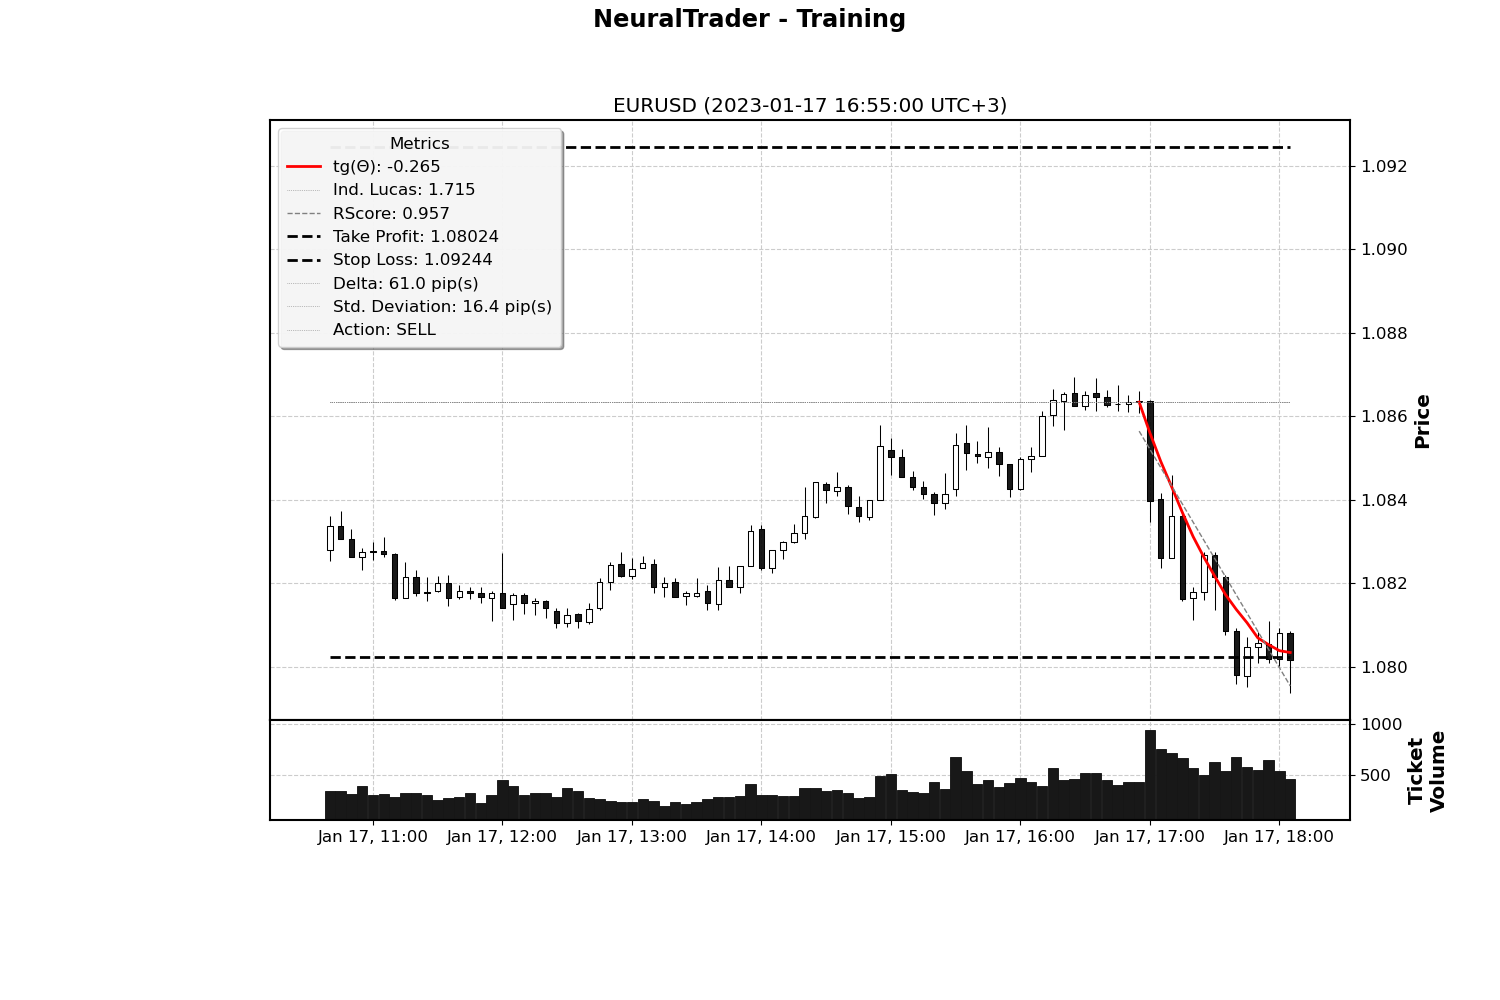 NeuralTrader - Training
EURUSD (2023-01-17 16:55:00 UTC+3)
Metrics
tg(Θ): -0.265
Ind. Lucas: 1.715
RScore: 0.957
Take Profit: 1.08024
Stop Loss: 1.09244
Delta: 61.0 pip(s)
Std. Deviation: 16.4 pip(s)
Action: SELL
1.092
1.090
1.088
1.086
1.084
1.082
1.080
Price
1000
500
Ticket
Volume
Jan 17, 11:00
Jan 17, 12:00
Jan 17, 13:00
Jan 17, 14:00
Jan 17, 15:00
Jan 17, 16:00
Jan 17, 17:00
Jan 17, 18:00